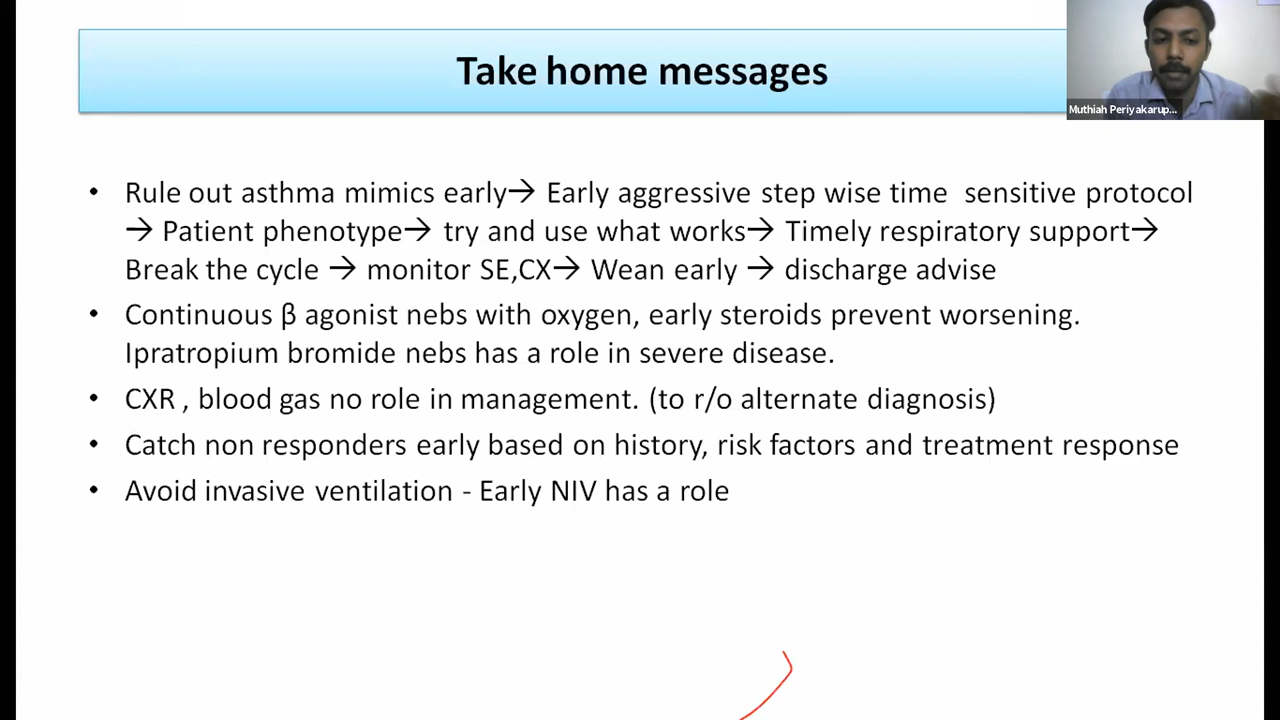 Take home messages
Muthiah Periyakarup...
• Rule out asthma mimics early→ Early aggressive step wise time sensitive protocol
→ Patient phenotype→ try and use what works→ Timely respiratory support→
Break the cycle → monitor SE,CX→ Wean early → discharge advise
• Continuous β agonist nebs with oxygen, early steroids prevent worsening.
Ipratropium bromide nebs has a role in severe disease.
• CXR , blood gas no role in management. (to r/o alternate diagnosis)
• Catch non responders early based on history, risk factors and treatment response
• Avoid invasive ventilation - Early NIV has a role